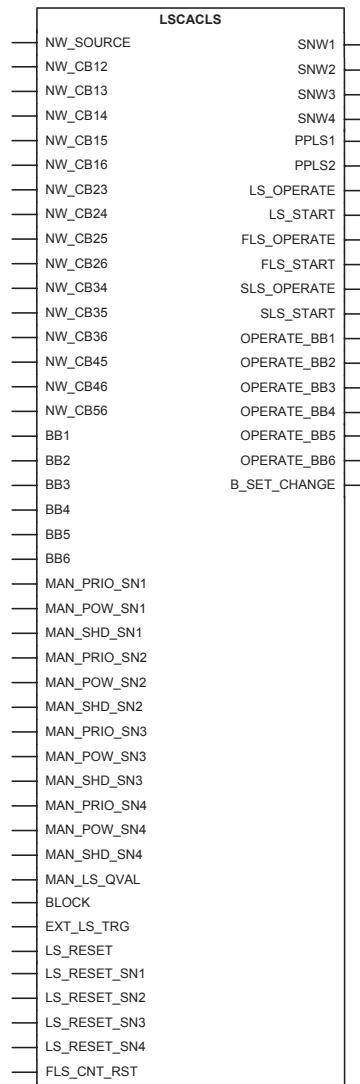 LSCACLS
NW_SOURCE
SNW1
NW_CB12
SNW2
NW_CB13
SNW3
NW_CB14
SNW4
NW_CB15
PPLS1
NW_CB16
PPLS2
NW_CB23
LS_OPERATE
NW_CB24
LS_START
NW_CB25
FLS_OPERATE
NW_CB26
FLS_START
NW_CB34
SLS_OPERATE
NW_CB35
SLS_START
NW_CB36
OPERATE_BB1
NW_CB45
OPERATE_BB2
NW_CB46
OPERATE_BB3
NW_CB56
OPERATE_BB4
BB1
OPERATE_BB5
BB2
OPERATE_BB6
BB3
B_SET_CHANGE
BB4
BB5
BB6
MAN_PRIO_SN1
MAN_POW_SN1
MAN_SHD_SN1
MAN_PRIO_SN2
MAN_POW_SN2
MAN_SHD_SN2
MAN_PRIO_SN3
MAN_POW_SN3
MAN_SHD_SN3
MAN_PRIO_SN4
MAN_POW_SN4
MAN_SHD_SN4
MAN_LS_QVAL
BLOCK
EXT_LS_TRG
LS_RESET
LS_RESET_SN1
LS_RESET_SN2
LS_RESET_SN3
LS_RESET_SN4
FLS_CNT_RST